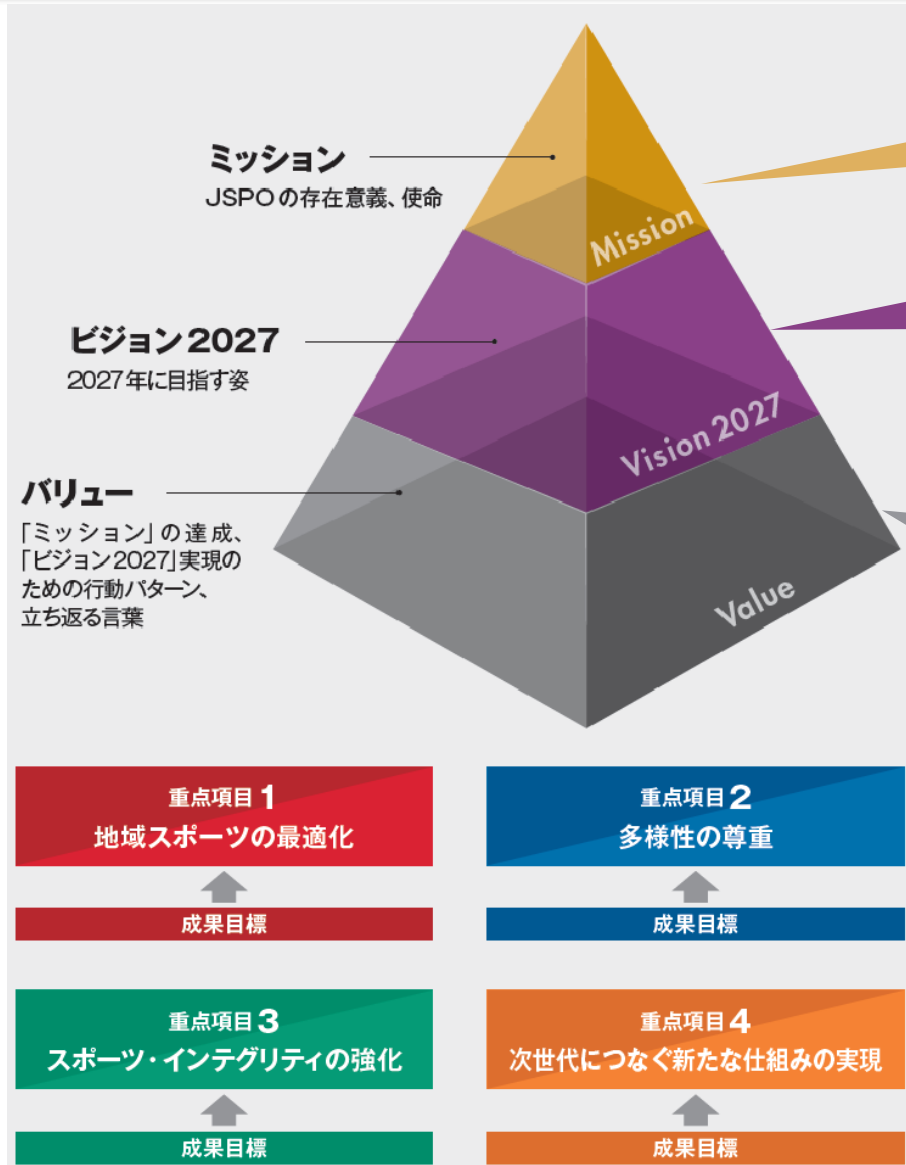 ミッション
JSPOの存在意義、使命
Mission
ビジョン2027
2027年に目指す姿
Vision 2027
バリュー
「ミッション」の達成、
「ビジョン2027」実現の
ための行動パターン、
立ち返る言葉
Value
重点項目1
地域スポーツの最適化
成果目標
重点項目2
多様性の尊重
成果目標
重点項目3
スポーツ・インテグリティの強化
成果目標
重点項目4
次世代につなぐ新たな仕組みの実現
成果目標